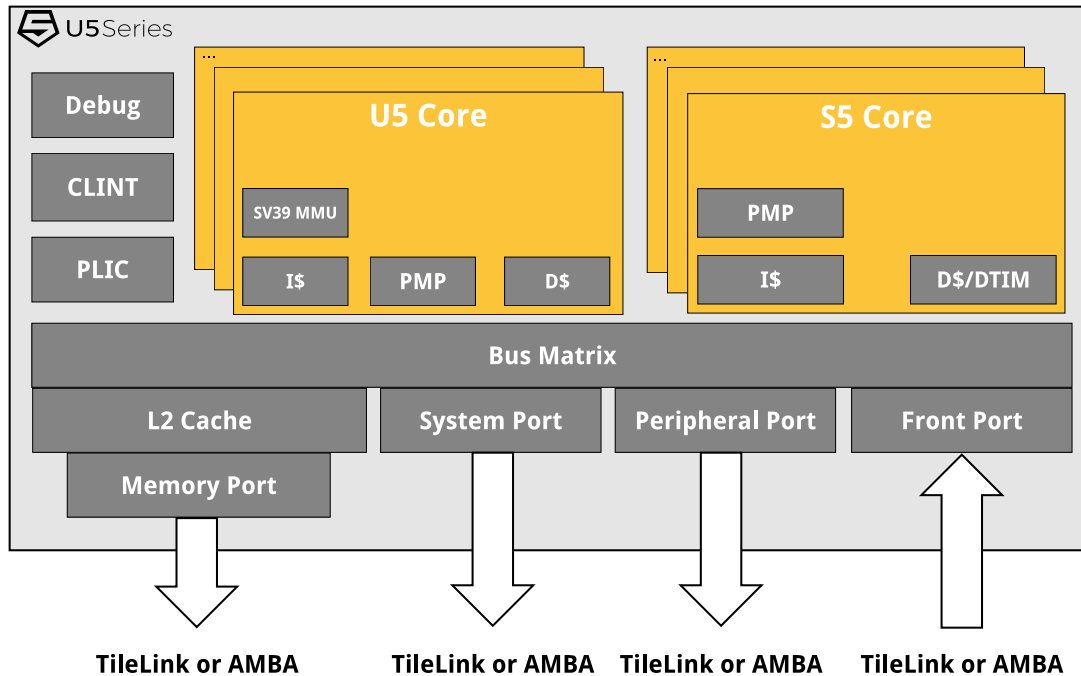 U5Series
...
...
Debug
CLINT
PLIC
U5 Core
SV39 MMU
I$
PMP
D$
S5 Core
PMP
I$
D$/DTIM
Bus Matrix
L2 Cache
System Port
Peripheral Port
Front Port
Memory Port
TileLink or AMBA
TileLink or AMBA
TileLink or AMBA
TileLink or AMBA